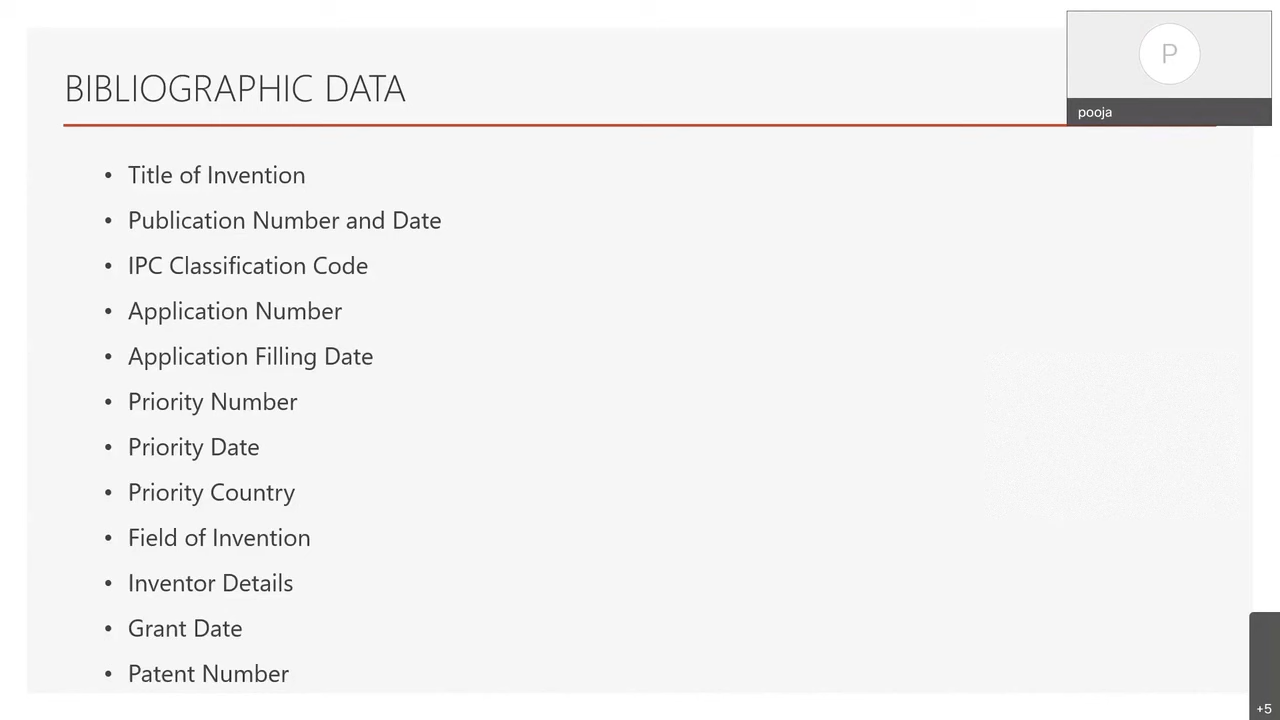 BIBLIOGRAPHIC DATA
P
pooja
• Title of Invention
• Publication Number and Date
• IPC Classification Code
• Application Number
• Application Filling Date
• Priority Number
• Priority Date
• Priority Country
• Field of Invention
• Inventor Details
• Grant Date
• Patent Number
+5